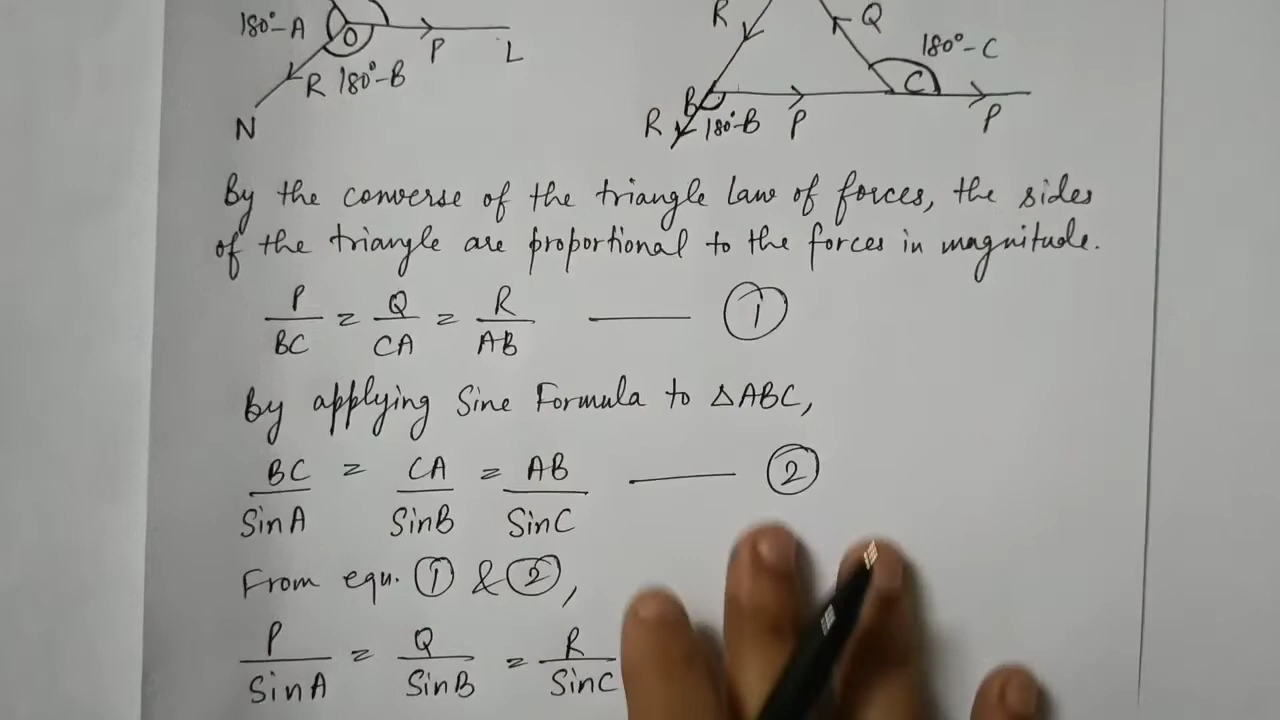 180°-A
O
P
L
R 180°-B
N
R
Q
180°-C
B
C
R
180°-B
P
P
By the converse of the triangle law of forces, the sides
of the triangle are proportional to the forces in magnitude.
P/BC = Q/CA = R/AB —— 1
By applying Sine Formula to △ABC,
BC/SinA = CA/SinB = AB/SinC —— 2
From equ. 1 & 2,
P/SinA = Q/SinB = R/SinC